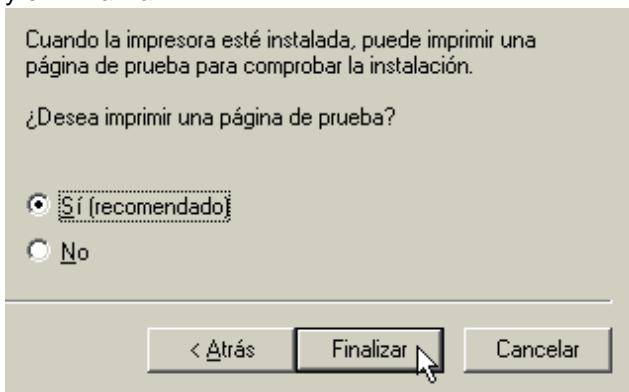 Cuando la impresora esté instalada, puede imprimir una
página de prueba para comprobar la instalación.
¿Desea imprimir una página de prueba?
Sí (recomendado)
No
< Atrás Finalizar Cancelar